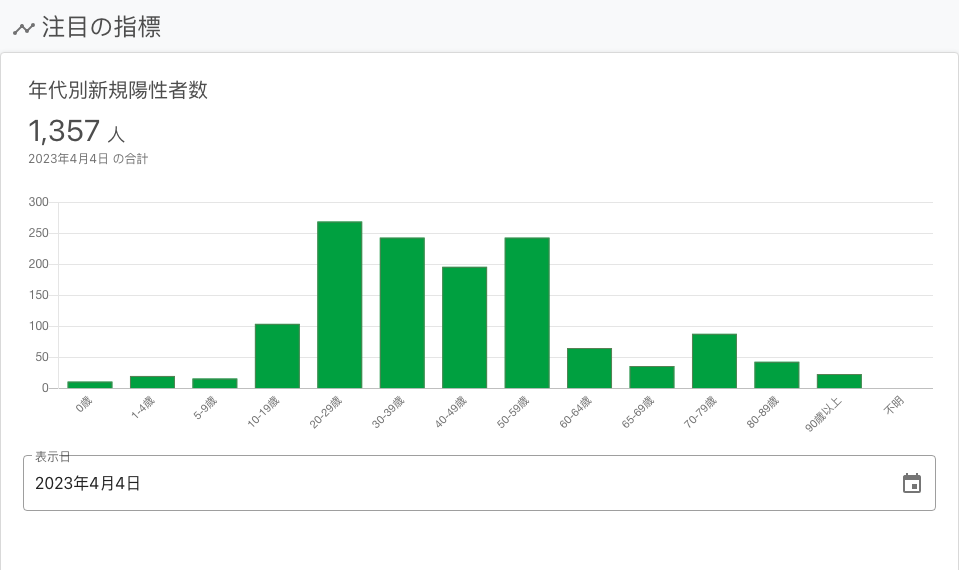 注目の指標
年代別新規陽性者数
1,357 人
2023年4月4日 の合計
300
250
200
150
100
50
0
0歳
1-4歳
5-9歳
10-19歳
20-29歳
30-39歳
40-49歳
50-59歳
60-64歳
65-69歳
70-79歳
80-89歳
90歳以上
不明
表示日
2023年4月4日